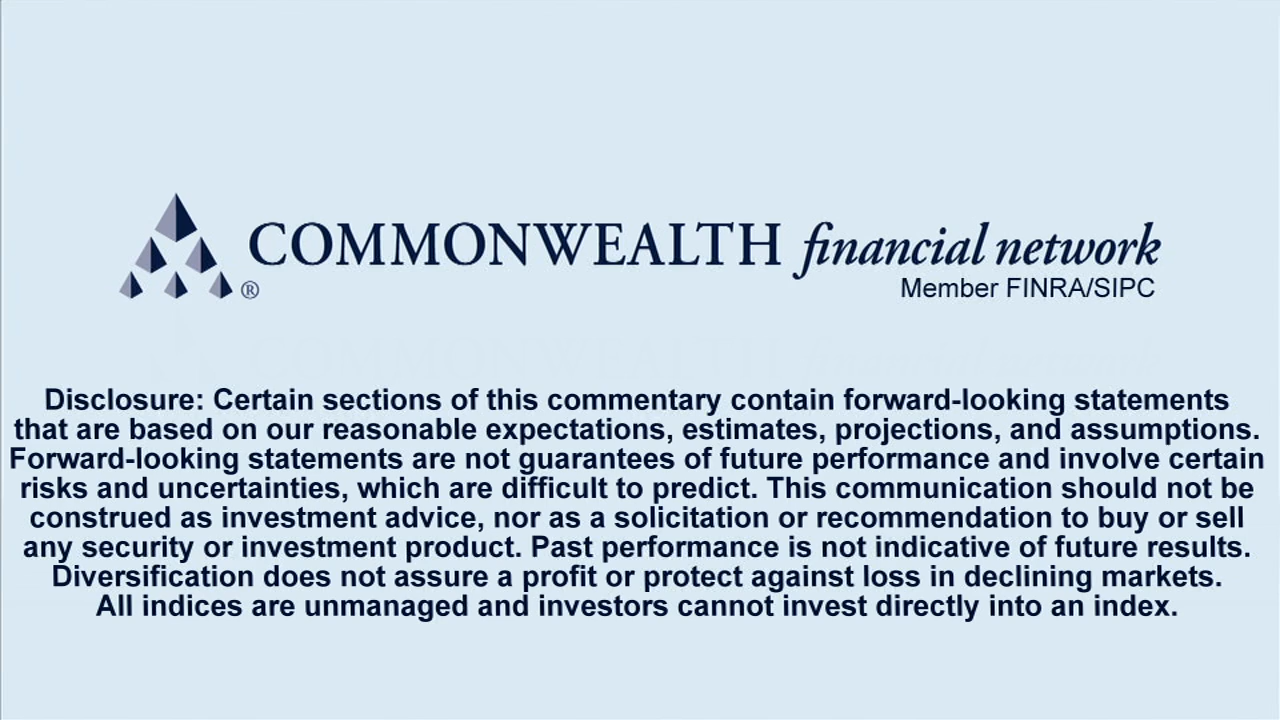 COMMONWEALTH financial network
®
Member FINRA/SIPC
Disclosure: Certain sections of this commentary contain forward-looking statements
that are based on our reasonable expectations, estimates, projections, and assumptions.
Forward-looking statements are not guarantees of future performance and involve certain
risks and uncertainties, which are difficult to predict. This communication should not be
construed as investment advice, nor as a solicitation or recommendation to buy or sell
any security or investment product. Past performance is not indicative of future results.
Diversification does not assure a profit or protect against loss in declining markets.
All indices are unmanaged and investors cannot invest directly into an index.